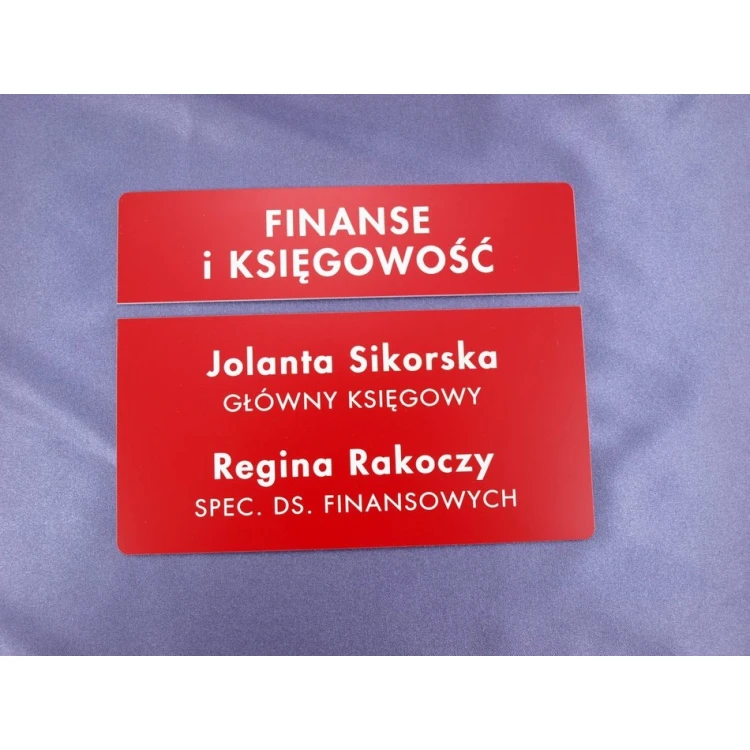 FINANSE
i KSIĘGOWOŚĆ
Jolanta Sikorska
GŁÓWNY KSIĘGOWY
Regina Rakoczy
SPEC. DS. FINANSOWYCH